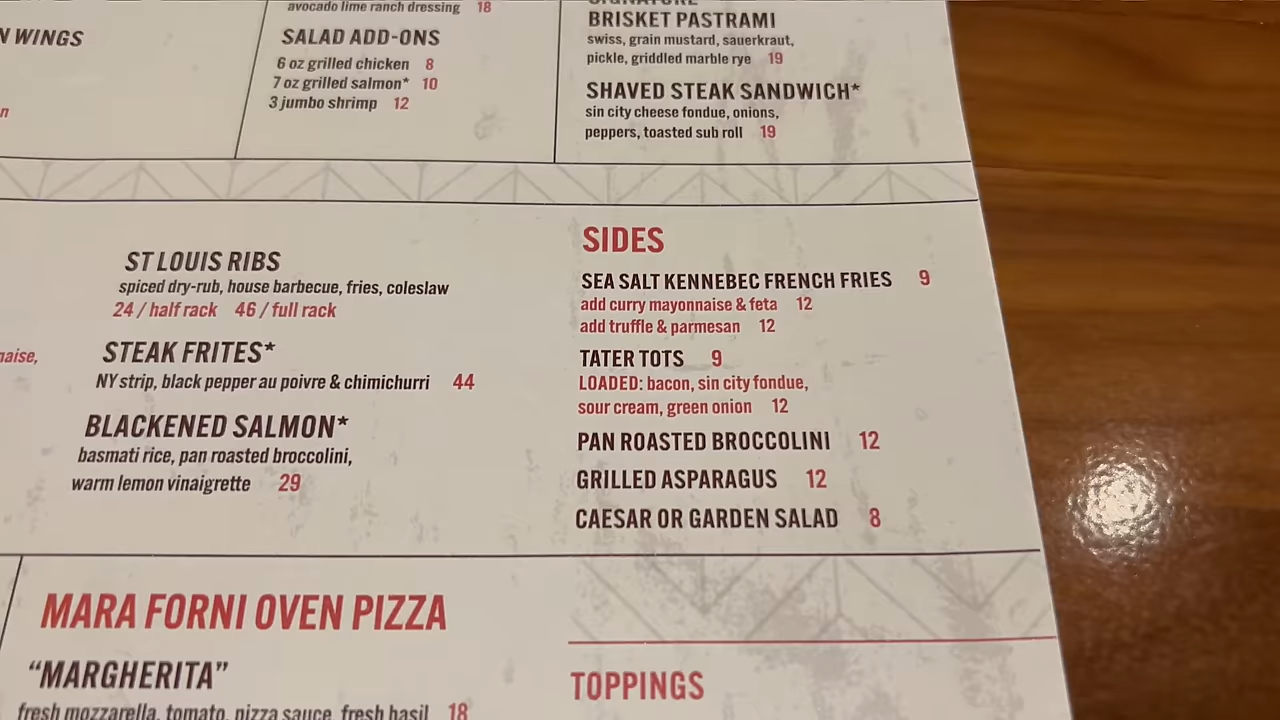 avocado lime ranch dressing 18
N WINGS
n
SALAD ADD-ONS
6 oz grilled chicken 8
7 oz grilled salmon* 10
3 jumbo shrimp 12
BRISKET PASTRAMI
swiss, grain mustard, sauerkraut,
pickle, griddled marble rye 19
SHAVED STEAK SANDWICH*
sin city cheese fondue, onions,
peppers, toasted sub roll 19
naise,
ST LOUIS RIBS
spiced dry-rub, house barbecue, fries, coleslaw
24 / half rack 46 / full rack
STEAK FRITES*
NY strip, black pepper au poivre & chimichurri 44
BLACKENED SALMON*
basmati rice, pan roasted broccolini,
warm lemon vinaigrette 29
SIDES
SEA SALT KENNEBEC FRENCH FRIES 9
add curry mayonnaise & feta 12
add truffle & parmesan 12
TATER TOTS 9
LOADED: bacon, sin city fondue,
sour cream, green onion 12
PAN ROASTED BROCCOLINI 12
GRILLED ASPARAGUS 12
CAESAR OR GARDEN SALAD 8
MARA FORNI OVEN PIZZA
“MARGHERITA”
fresh mozzarella, tomato, pizza sauce, fresh basil 18
TOPPINGS